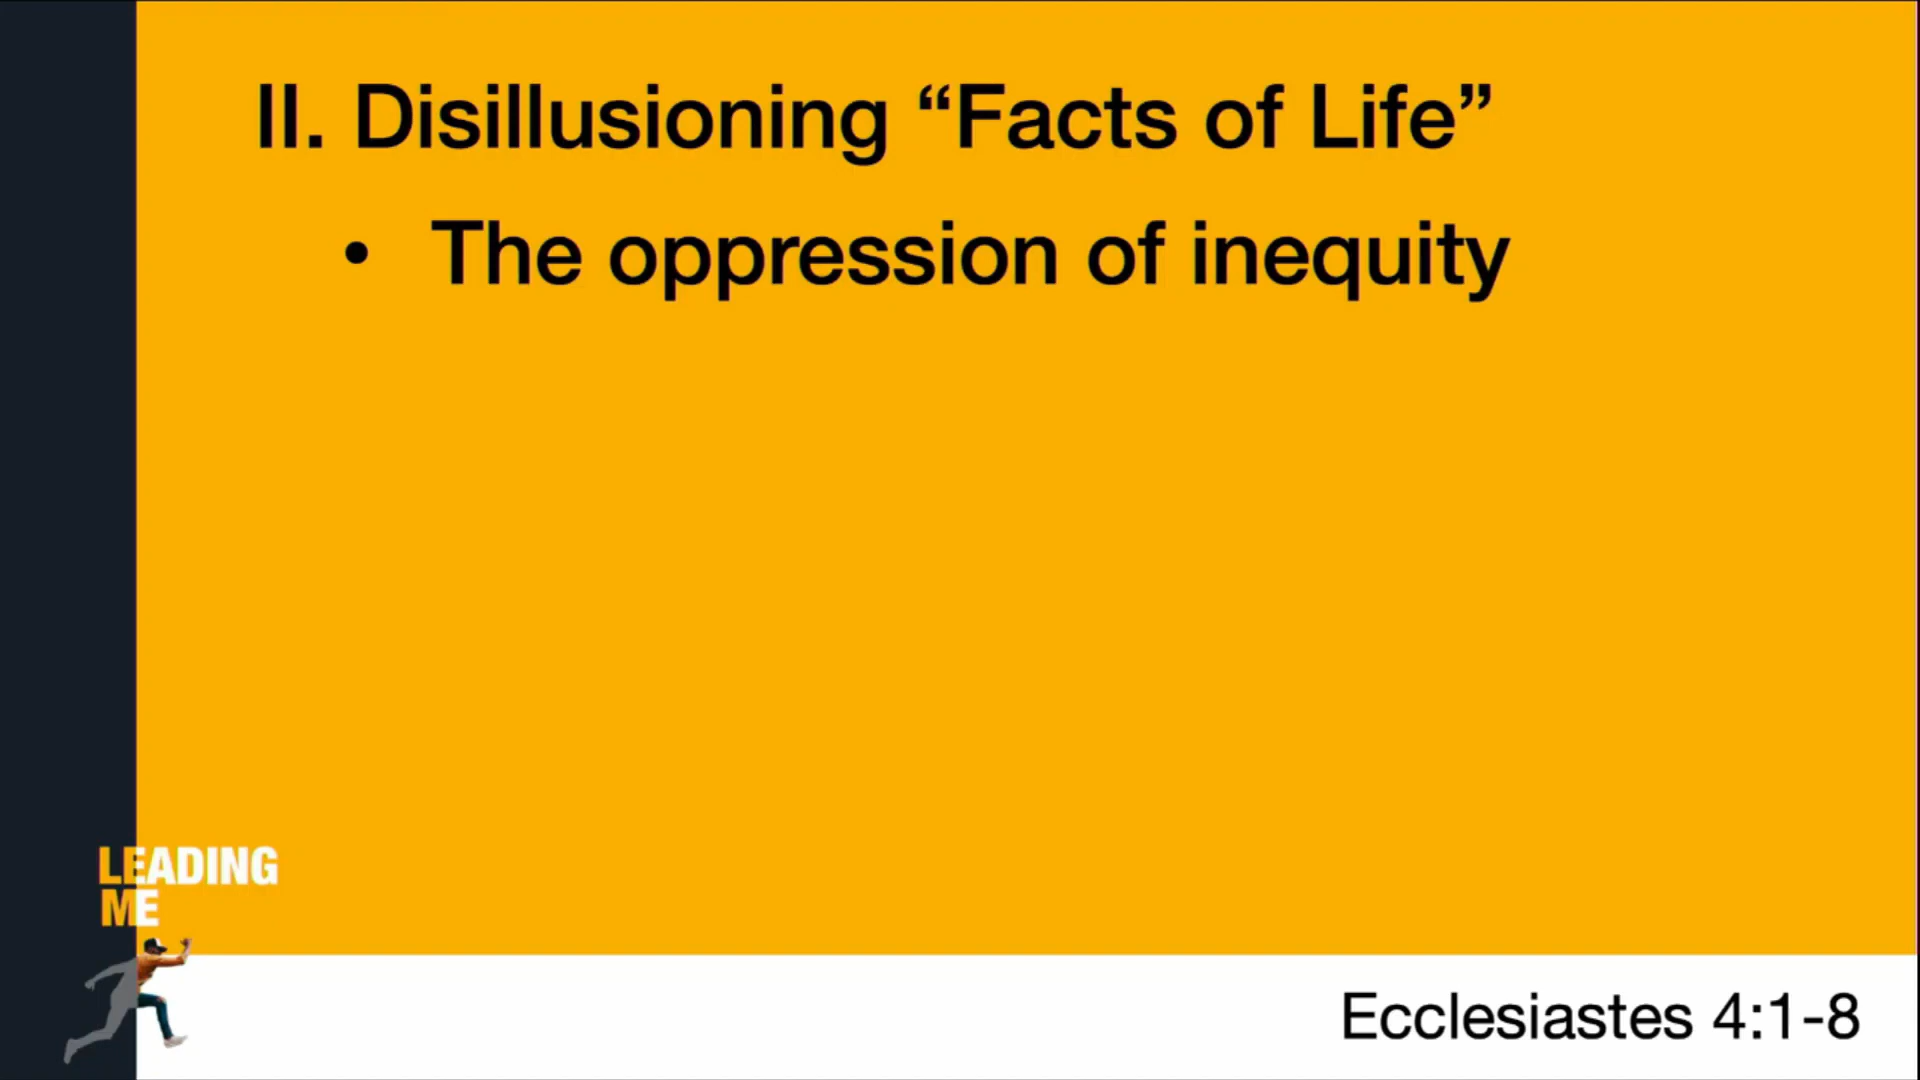 II. Disillusioning “Facts of Life”
• The oppression of inequity
LEADING
ME
Ecclesiastes 4:1-8